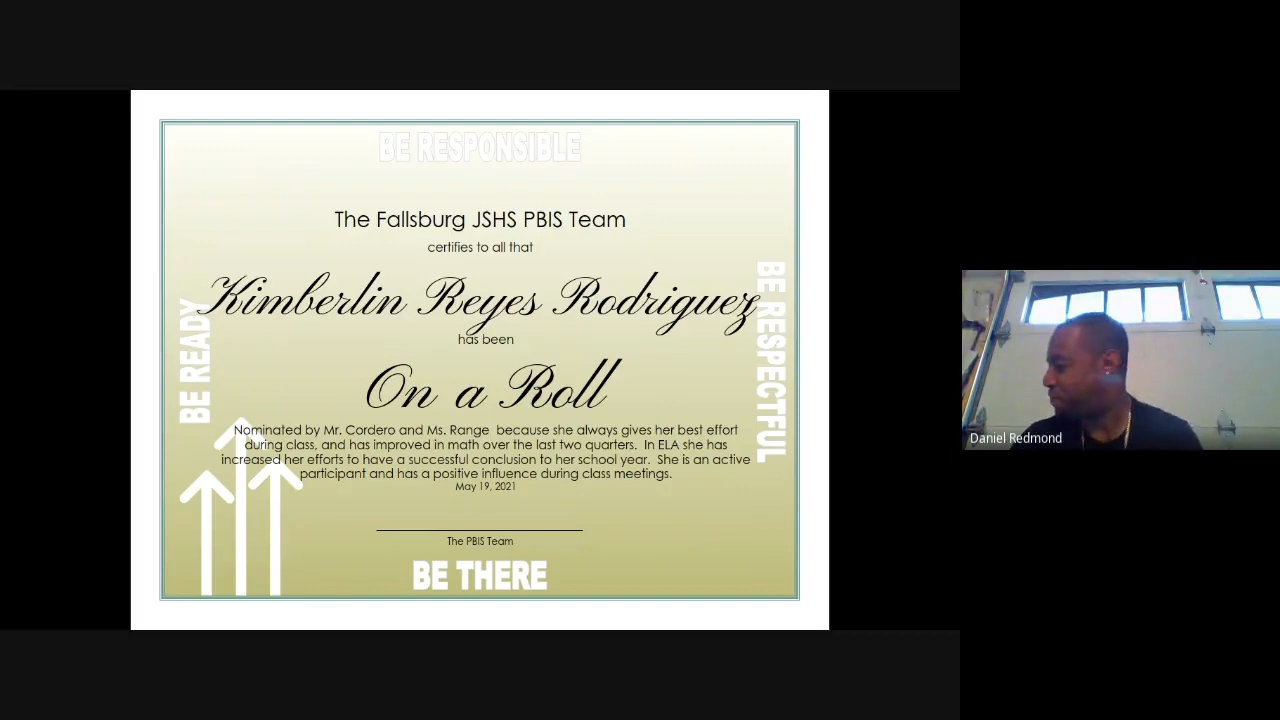 BE RESPONSIBLE
The Fallsburg JSHS PBIS Team
certifies to all that
Kimberlin Reyes Rodriguez
has been
On a Roll
Nominated by Mr. Cordero and Ms. Range  because she always gives her best effort
during class, and has improved in math over the last two quarters.  In ELA she has
increased her efforts to have a successful conclusion to her school year.  She is an active
participant and has a positive influence during class meetings.
May 19, 2021
The PBIS Team
BE THERE
BE READY
BE RESPECTFUL
Daniel Redmond